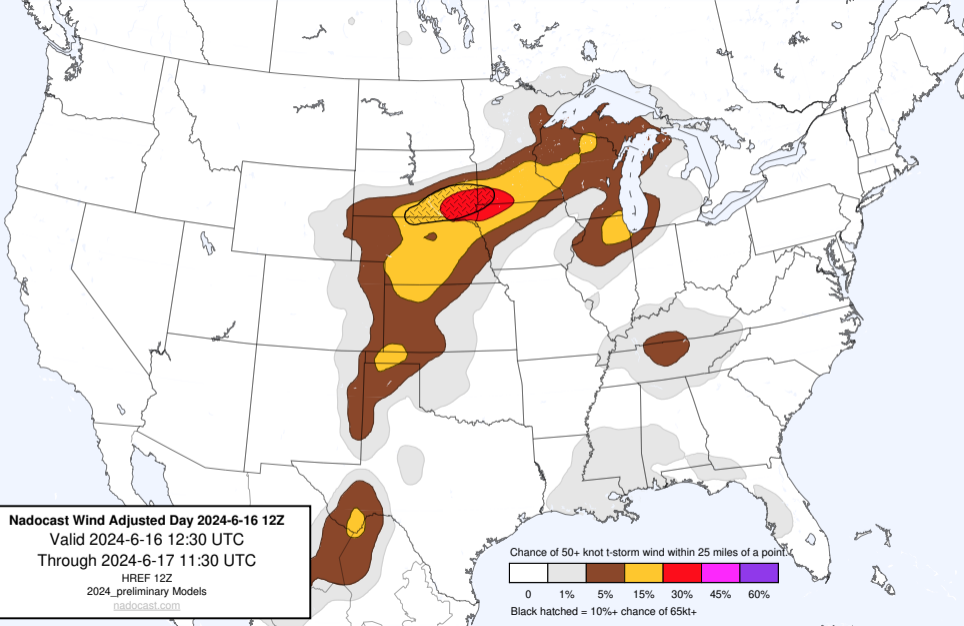 Nadocast Wind Adjusted Day 2024-6-16 12Z
Valid 2024-6-16 12:30 UTC
Through 2024-6-17 11:30 UTC
HREF 12Z
2024_preliminary Models
nadocast.com
Chance of 50+ knot t-storm wind within 25 miles of a point.
0 1% 5% 15% 30% 45% 60%
Black hatched = 10%+ chance of 65kt+